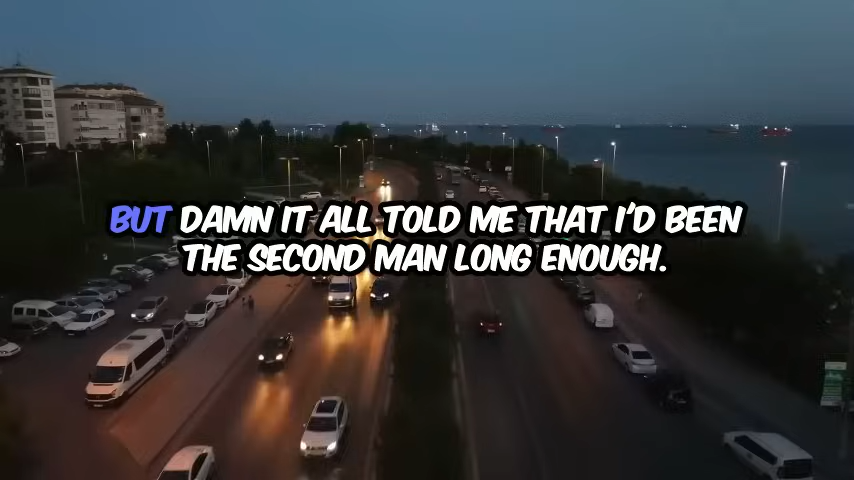 BUT DAMN IT ALL TOLD ME THAT I'D BEEN
THE SECOND MAN LONG ENOUGH.